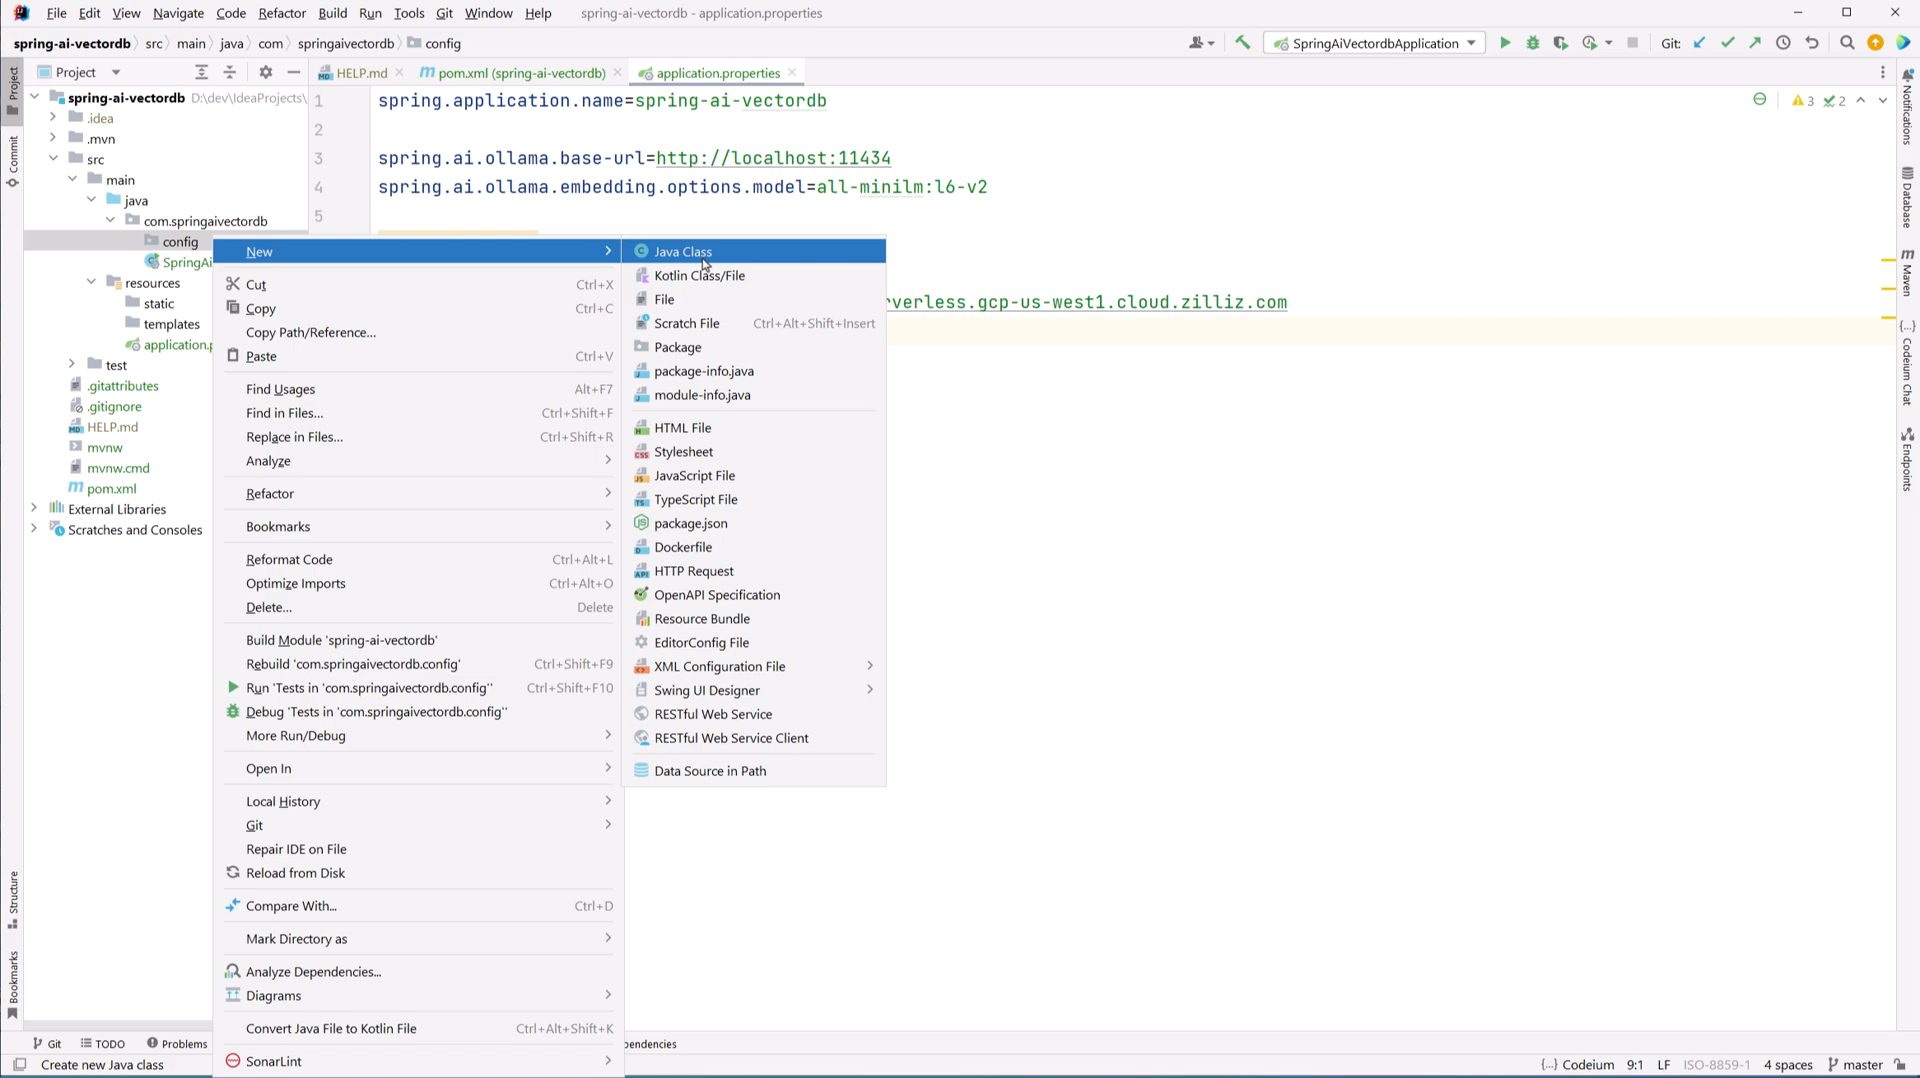 File Edit View Navigate Code Refactor Build Run Tools Git Window Help spring-ai-vectordb - application.properties
spring-ai-vectordb src main java com springaivectordb config SpringAiVectordbApplication Git:
Project HELP.md pom.xml (spring-ai-vectordb) application.properties
spring-ai-vectordb D:\dev\IdeaProjects\
.idea
.mvn
src
main
java
com.springaivectordb
config
SpringAi
resources
static
templates
application.p
test
.gitattributes
.gitignore
HELP.md
mvnw
mvnw.cmd
pom.xml
External Libraries
Scratches and Consoles
1 spring.application.name=spring-ai-vectordb
2
3 spring.ai.ollama.base-url=http://localhost:11434
4 spring.ai.ollama.embedding.options.model=all-minilm:l6-v2
5
verless.gcp-us-west1.cloud.zilliz.com
3 2
New
Cut Ctrl+X
Copy Ctrl+C
Copy Path/Reference...
Paste Ctrl+V
Find Usages Alt+F7
Find in Files... Ctrl+Shift+F
Replace in Files... Ctrl+Shift+R
Analyze
Refactor
Bookmarks
Reformat Code Ctrl+Alt+L
Optimize Imports Ctrl+Alt+O
Delete... Delete
Build Module 'spring-ai-vectordb'
Rebuild 'com.springaivectordb.config' Ctrl+Shift+F9
Run 'Tests in 'com.springaivectordb.config'' Ctrl+Shift+F10
Debug 'Tests in 'com.springaivectordb.config''
More Run/Debug
Open In
Local History
Git
Repair IDE on File
Reload from Disk
Compare With... Ctrl+D
Mark Directory as
Analyze Dependencies...
Diagrams
Convert Java File to Kotlin File Ctrl+Alt+Shift+K
SonarLint
Java Class
Kotlin Class/File
File
Scratch File Ctrl+Alt+Shift+Insert
Package
package-info.java
module-info.java
HTML File
Stylesheet
JavaScript File
TypeScript File
package.json
Dockerfile
HTTP Request
OpenAPI Specification
Resource Bundle
EditorConfig File
XML Configuration File
Swing UI Designer
RESTful Web Service
RESTful Web Service Client
Data Source in Path
Project
Commit
Structure
Bookmarks
Notifications
Database
Maven
Codeium Chat
Endpoints
Git TODO Problems pendencies
Create new Java class {...} Codeium 9:1 LF ISO-8859-1 4 spaces master